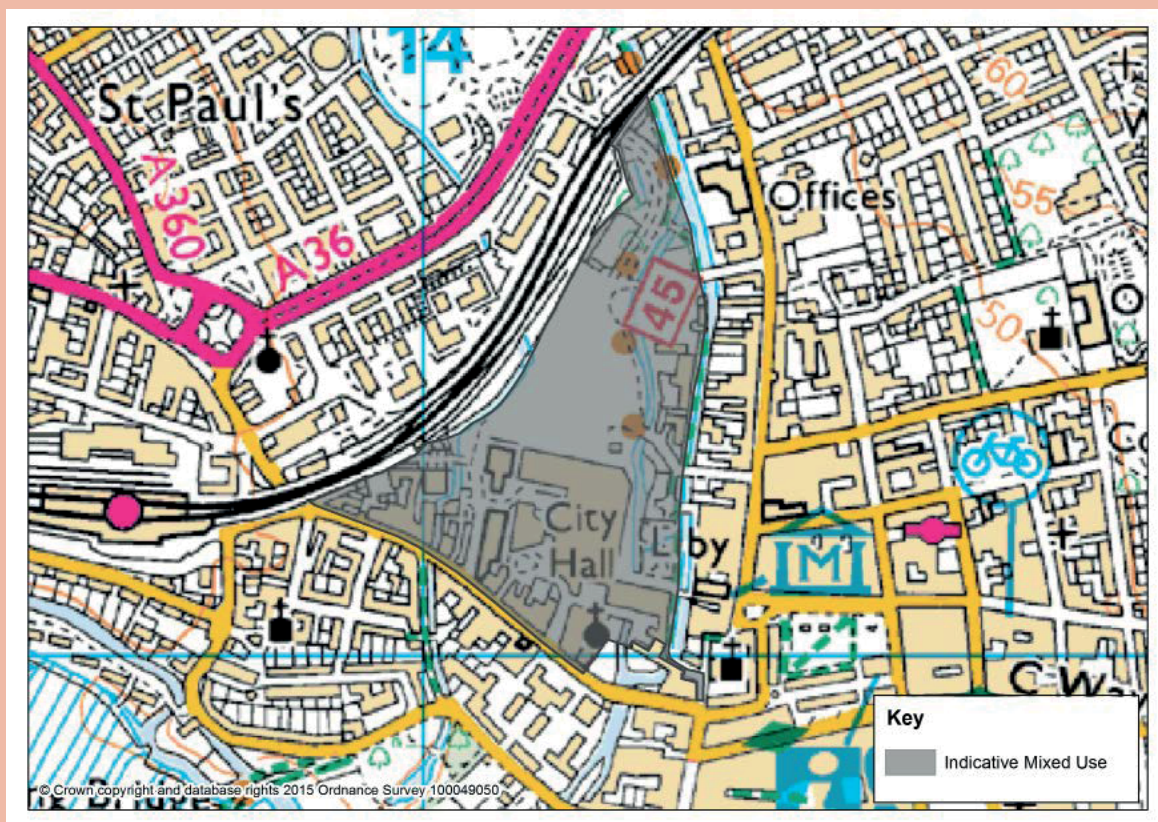 14
St Paul's
A 360
A 36
60
Offices
55
50
45
City
Hall
L by
M
Key
Indicative Mixed Use
© Crown copyright and database rights 2015 Ordnance Survey 100049050